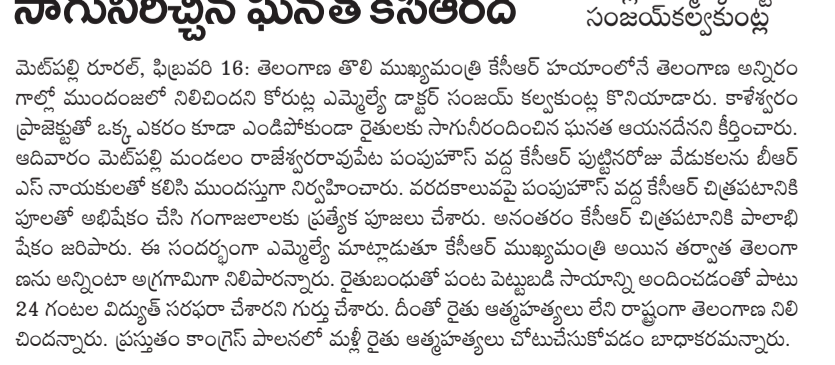 సాగునీరిచ్చిన ఘనత కేసీఆర్‌ది
సంజయ్‌కల్వకుంట్ల
మెట్‌పల్లి రూరల్, ఫిబ్రవరి 16: తెలంగాణ తొలి ముఖ్యమంత్రి కేసీఆర్ హయాంలోనే తెలంగాణ అన్నిరం
గాల్లో ముందంజలో నిలిచిందని కోరుట్ల ఎమ్మెల్యే డాక్టర్ సంజయ్ కల్వకుంట్ల కొనియాడారు. కాళేశ్వరం
ప్రాజెక్టుతో ఒక్క ఎకరం కూడా ఎండిపోకుండా రైతులకు సాగునీరందించిన ఘనత ఆయనదేనని కీర్తించారు.
ఆదివారం మెట్‌పల్లి మండలం రాజేశ్వరరావుపేట పంపుహౌస్ వద్ద కేసీఆర్ పుట్టినరోజు వేడుకలను బీఆర్
ఎస్ నాయకులతో కలిసి ముందస్తుగా నిర్వహించారు. వరదకాలువపై పంపుహౌస్ వద్ద కేసీఆర్ చిత్రపటానికి
పూలతో అభిషేకం చేసి గంగాజలాలకు ప్రత్యేక పూజలు చేశారు. అనంతరం కేసీఆర్ చిత్రపటానికి పాలాభి
షేకం జరిపారు. ఈ సందర్భంగా ఎమ్మెల్యే మాట్లాడుతూ కేసీఆర్ ముఖ్యమంత్రి అయిన తర్వాత తెలంగా
ణను అన్నింటా అగ్రగామిగా నిలిపారన్నారు. రైతుబంధుతో పంట పెట్టుబడి సాయాన్ని అందించడంతో పాటు
24 గంటల విద్యుత్ సరఫరా చేశారని గుర్తు చేశారు. దీంతో రైతు ఆత్మహత్యలు లేని రాష్ట్రంగా తెలంగాణ నిలి
చిందన్నారు. ప్రస్తుతం కాంగ్రెస్ పాలనలో మళ్లీ రైతు ఆత్మహత్యలు చోటుచేసుకోవడం బాధాకరమన్నారు.